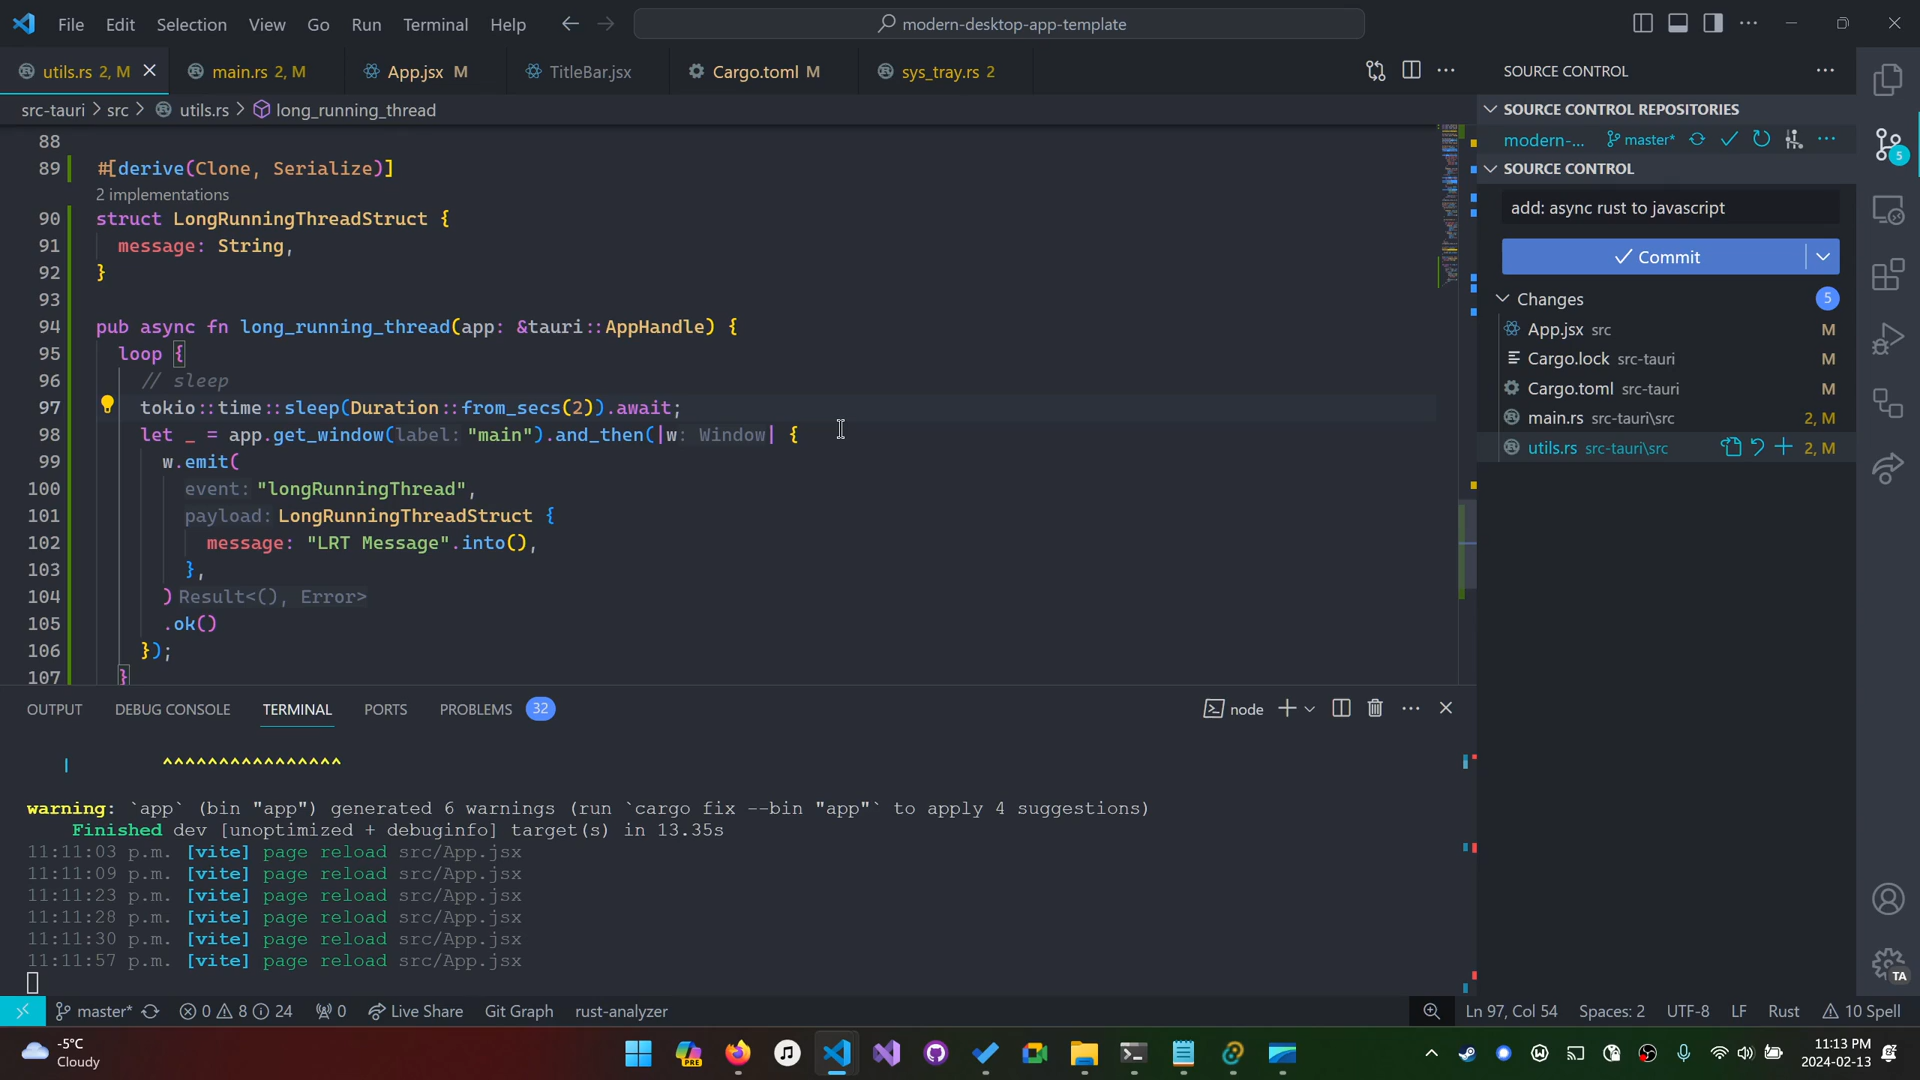 File Edit Selection View Go Run Terminal Help
modern-desktop-app-template
utils.rs 2, M
main.rs 2, M
App.jsx M
TitleBar.jsx
Cargo.toml M
sys_tray.rs 2
src-tauri > src > utils.rs > long_running_thread
88
89 #[derive(Clone, Serialize)]
2 implementations
90 struct LongRunningThreadStruct {
91 message: String,
92 }
93
94 pub async fn long_running_thread(app: &tauri::AppHandle) {
95 loop {
96 // sleep
97 tokio::time::sleep(Duration::from_secs(2)).await;
98 let _ = app.get_window(label: "main").and_then(|w: Window| {
99 w.emit(
100 event: "longRunningThread",
101 payload: LongRunningThreadStruct {
102 message: "LRT Message".into(),
103 },
104 ) Result<(), Error>
105 .ok()
106 });
107 }
SOURCE CONTROL
SOURCE CONTROL REPOSITORIES
modern-... master*
SOURCE CONTROL
add: async rust to javascript
Commit
Changes 5
App.jsx src M
Cargo.lock src-tauri M
Cargo.toml src-tauri M
main.rs src-tauri\src 2, M
utils.rs src-tauri\src 2, M
5
OUTPUT DEBUG CONSOLE TERMINAL PORTS PROBLEMS 32
node
| ^^^^^^^^^^^^^^^^
warning: `app` (bin "app") generated 6 warnings (run `cargo fix --bin "app"` to apply 4 suggestions)
Finished dev [unoptimized + debuginfo] target(s) in 13.35s
11:11:03 p.m. [vite] page reload src/App.jsx
11:11:09 p.m. [vite] page reload src/App.jsx
11:11:23 p.m. [vite] page reload src/App.jsx
11:11:28 p.m. [vite] page reload src/App.jsx
11:11:30 p.m. [vite] page reload src/App.jsx
11:11:57 p.m. [vite] page reload src/App.jsx
TA
master* 0 8 24 0 Live Share Git Graph rust-analyzer
Ln 97, Col 54 Spaces: 2 UTF-8 LF Rust 10 Spell
-5°C
Cloudy
PRE
11:13 PM
2024-02-13